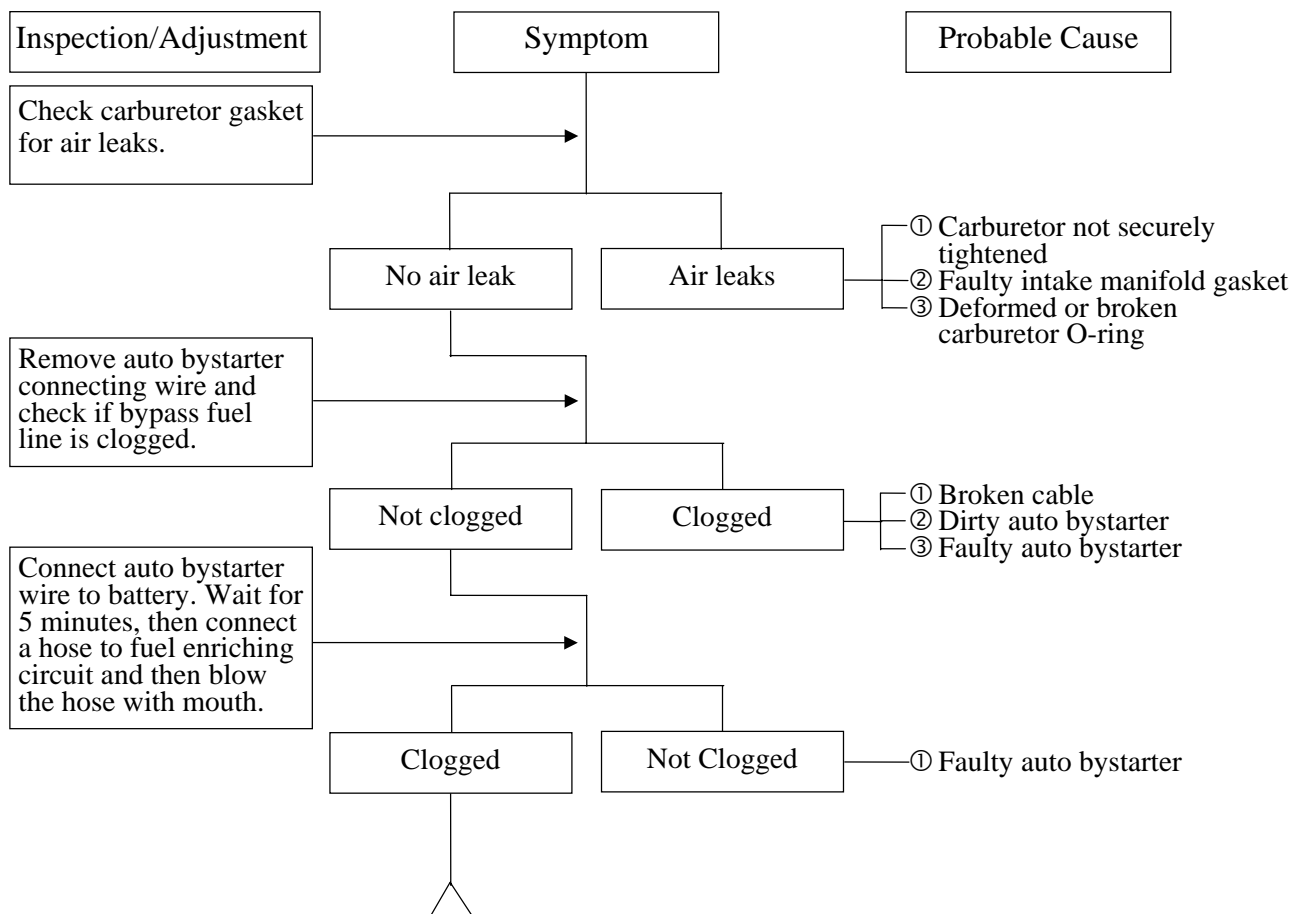 Inspection/Adjustment
Symptom
Probable Cause
Check carburetor gasket
for air leaks.
No air leak
Air leaks
① Carburetor not securely
tightened
② Faulty intake manifold gasket
③ Deformed or broken
carburetor O-ring
Remove auto bystarter
connecting wire and
check if bypass fuel
line is clogged.
Not clogged
Clogged
① Broken cable
② Dirty auto bystarter
③ Faulty auto bystarter
Connect auto bystarter
wire to battery. Wait for
5 minutes, then connect
a hose to fuel enriching
circuit and then blow
the hose with mouth.
Clogged
Not Clogged
① Faulty auto bystarter